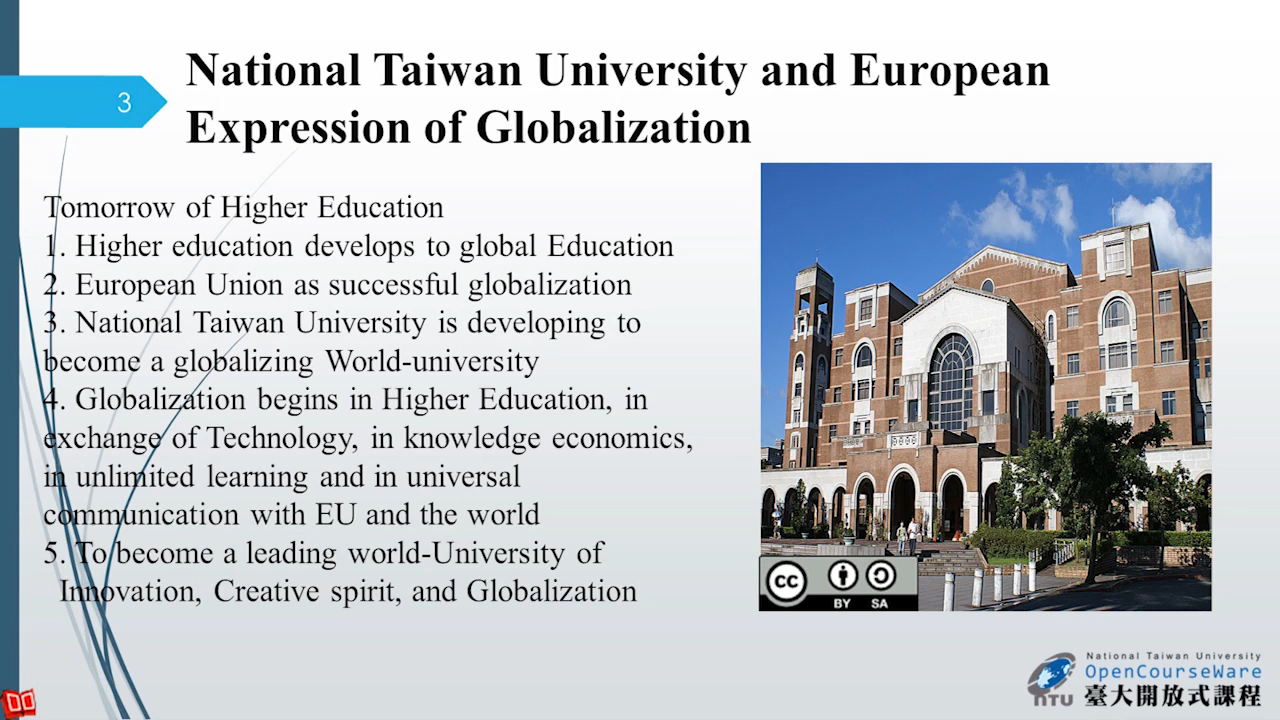 3
National Taiwan University and European
Expression of Globalization
Tomorrow of Higher Education
1. Higher education develops to global Education
2. European Union as successful globalization
3. National Taiwan University is developing to
become a globalizing World-university
4. Globalization begins in Higher Education, in
exchange of Technology, in knowledge economics,
in unlimited learning and in universal
communication with EU and the world
5. To become a leading world-University of
Innovation, Creative spirit, and Globalization
cc
BY SA
National Taiwan University
OpenCourseWare
NTU
臺大開放式課程